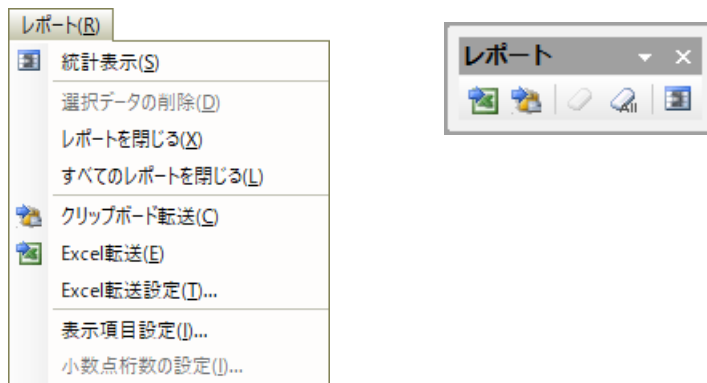 レポート(R)
統計表示(S)
選択データの削除(D)
レポートを閉じる(X)
すべてのレポートを閉じる(L)
クリップボード転送(C)
Excel転送(E)
Excel転送設定(T)...
表示項目設定(I)...
小数点桁数の設定(I)...
レポート
All